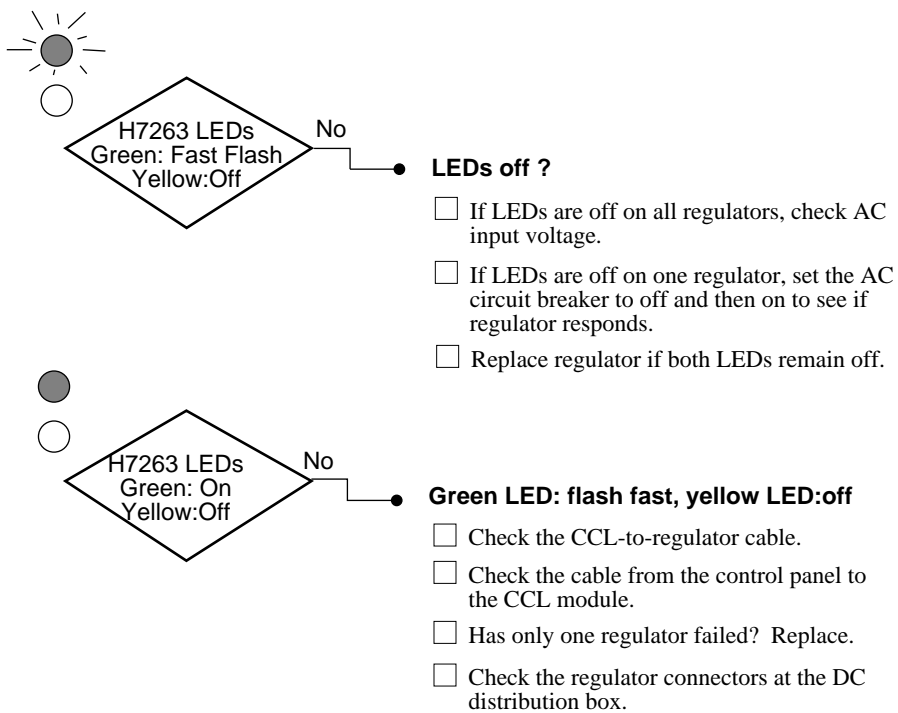 H7263 LEDs
Green: Fast Flash
Yellow:Off
No
LEDs off ?
If LEDs are off on all regulators, check AC
input voltage.
If LEDs are off on one regulator, set the AC
circuit breaker to off and then on to see if
regulator responds.
Replace regulator if both LEDs remain off.
H7263 LEDs
Green: On
Yellow:Off
No
Green LED: flash fast, yellow LED:off
Check the CCL-to-regulator cable.
Check the cable from the control panel to
the CCL module.
Has only one regulator failed?  Replace.
Check the regulator connectors at the DC
distribution box.